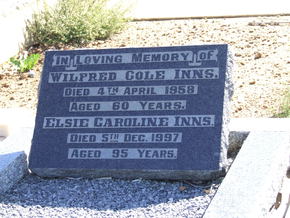 In Loving Memory of
Wilfred Cole Inns.
Died 4th April 1958
Aged 60 Years.
Elsie Caroline Inns.
Died 5th Dec. 1997
Aged 95 Years.